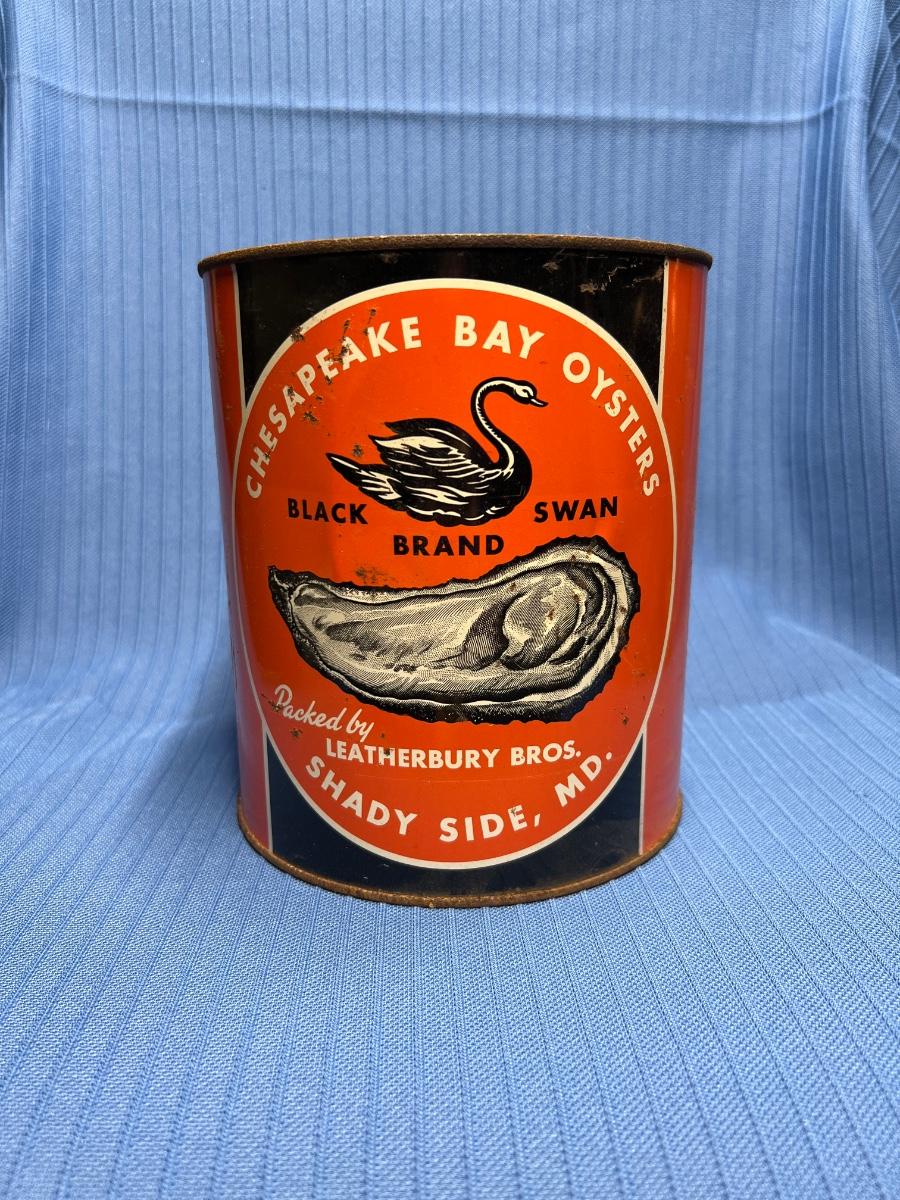 CHESAPEAKE BAY OYSTERS
BLACK SWAN
BRAND
Packed by
LEATHERBURY BROS.
SHADY SIDE, MD.